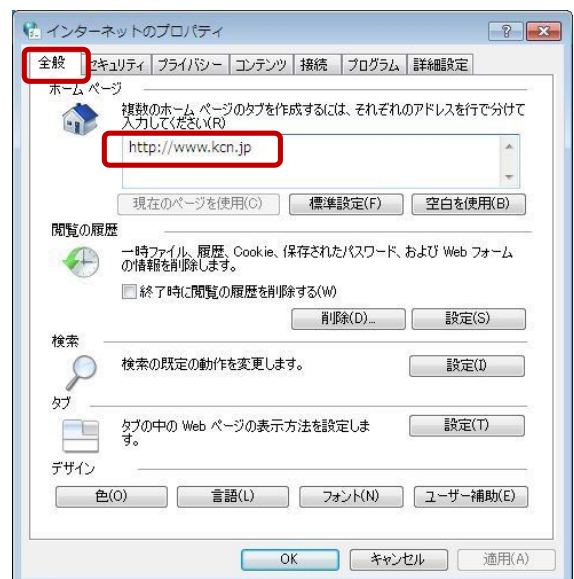 インターネットのプロパティ
全般 セキュリティ プライバシー コンテンツ 接続 プログラム 詳細設定
ホーム ページ
複数のホーム ページのタブを作成するには、それぞれのアドレスを行で分けて
入力してください(R)
http://www.kcn.jp
現在のページを使用(C) 標準設定(F) 空白を使用(B)
閲覧の履歴
一時ファイル、履歴、Cookie、保存されたパスワード、および Web フォーム
の情報を削除します。
終了時に閲覧の履歴を削除する(W)
削除(D)... 設定(S)
検索
検索の既定の動作を変更します。 設定(I)
タブ
タブの中の Web ページの表示方法を設定しま
す。 設定(T)
デザイン
色(O) 言語(L) フォント(N) ユーザー補助(E)
OK キャンセル 適用(A)